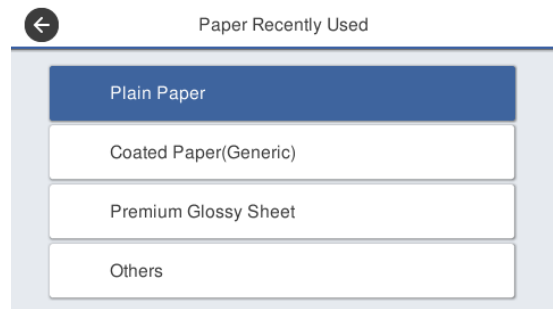 Paper Recently Used
Plain Paper
Coated Paper(Generic)
Premium Glossy Sheet
Others